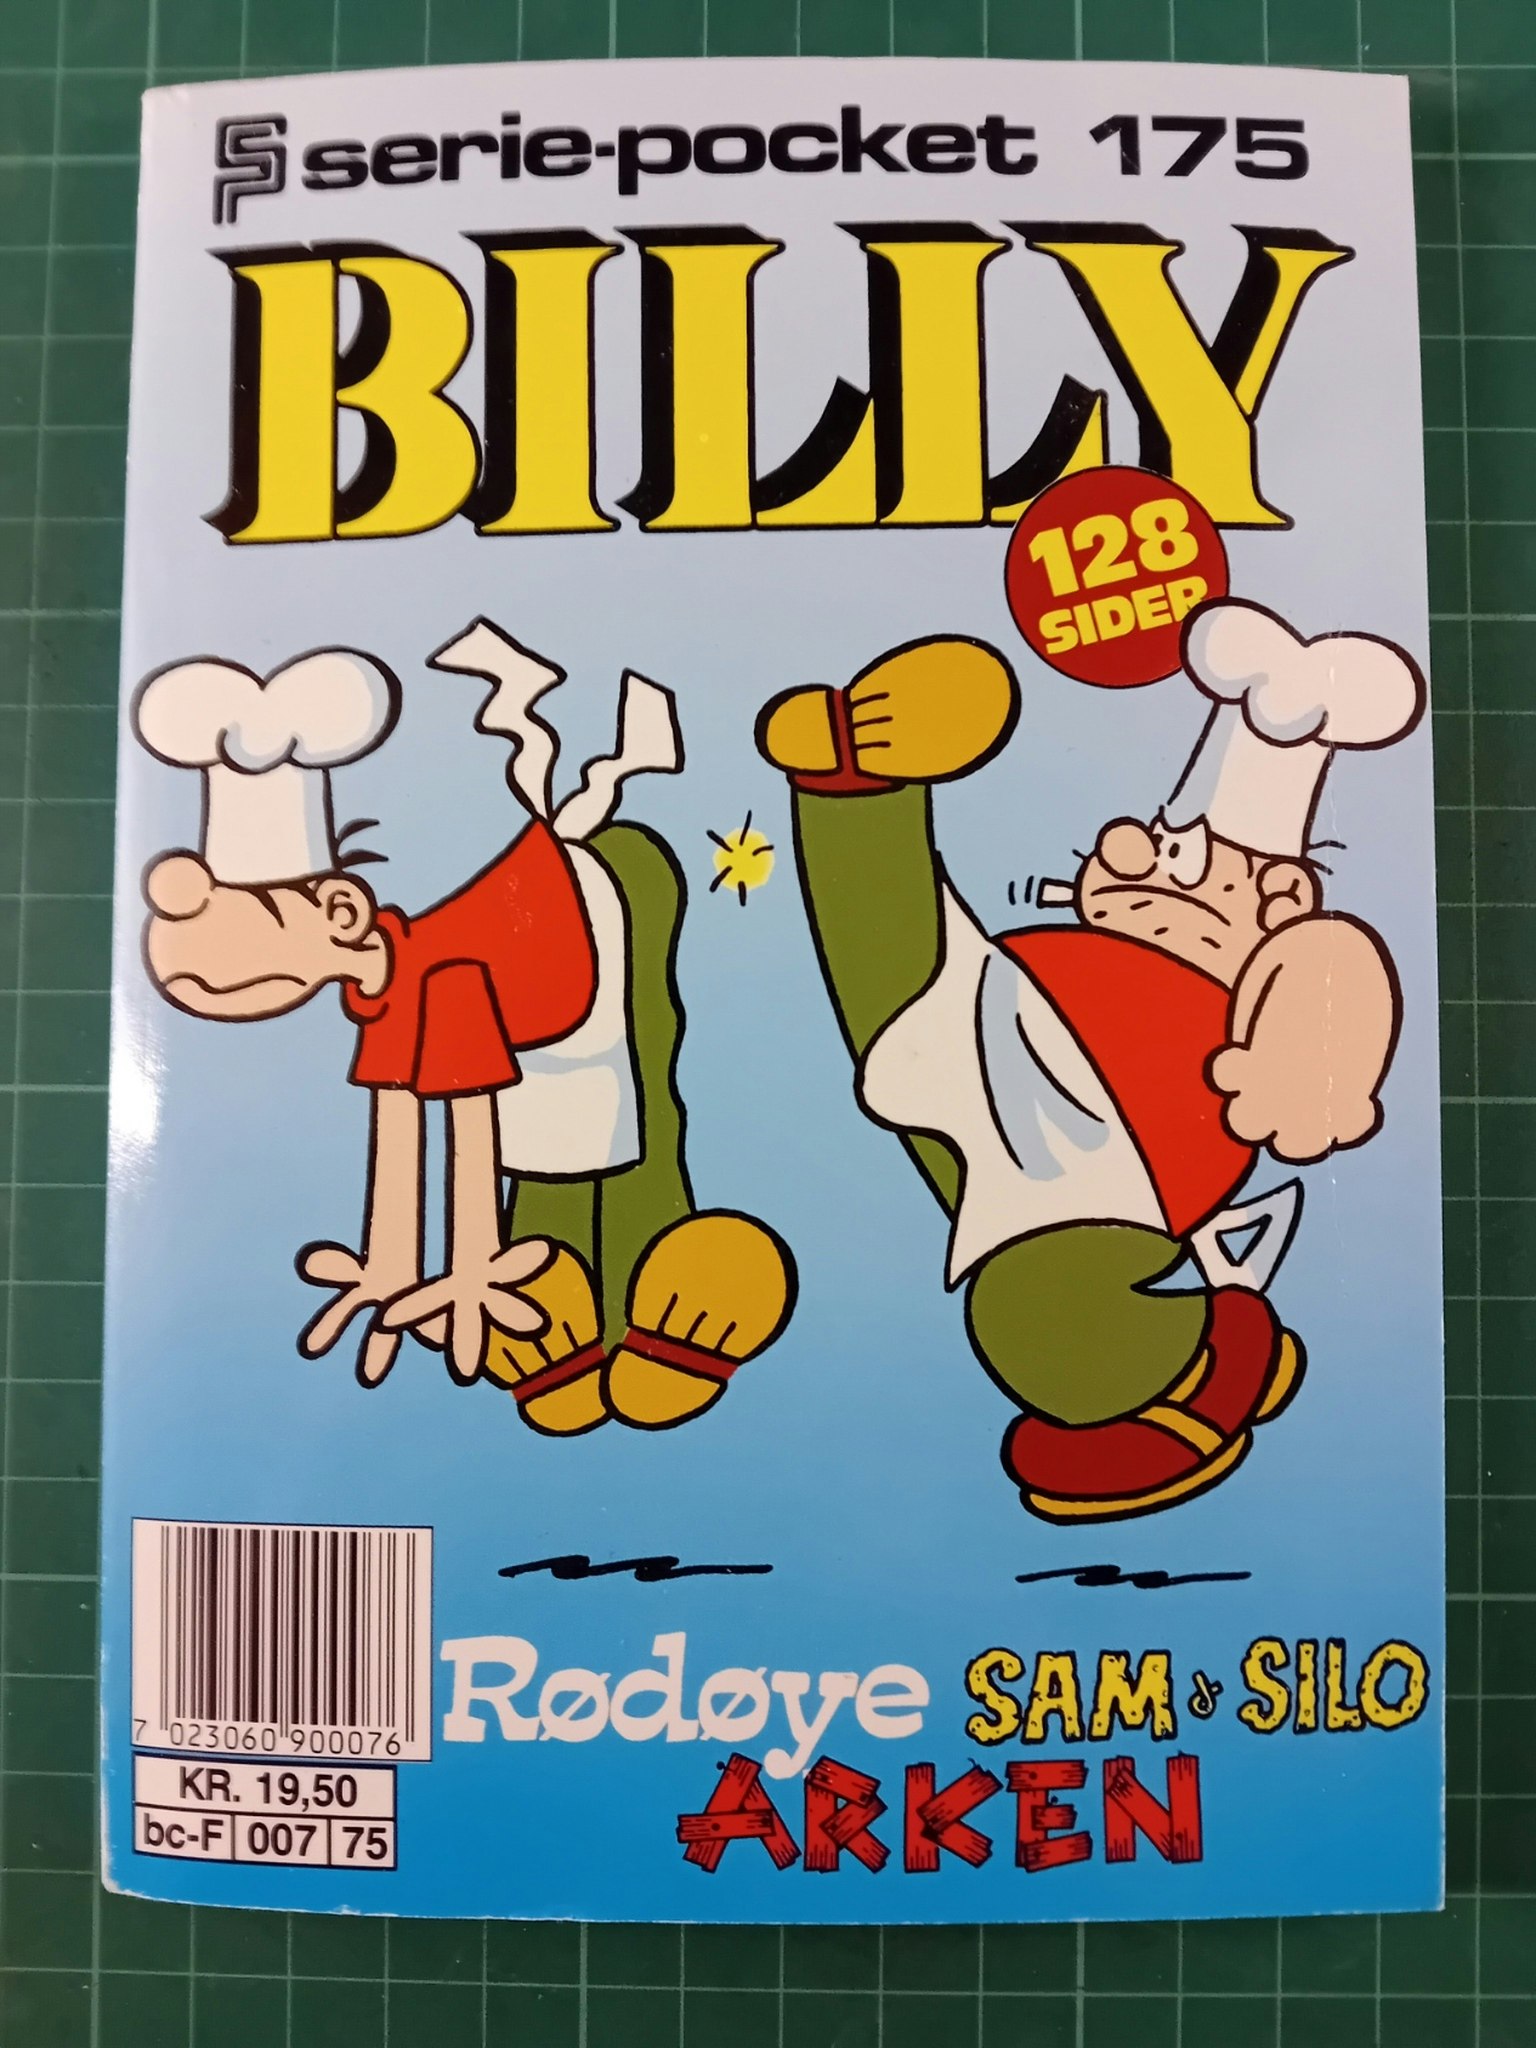 SP serie-pocket 175
BILLY
128
SIDER
7 023060 900076
KR. 19,50
bc-F 007 75
Rødøye
SAM & SILO
ARKEN